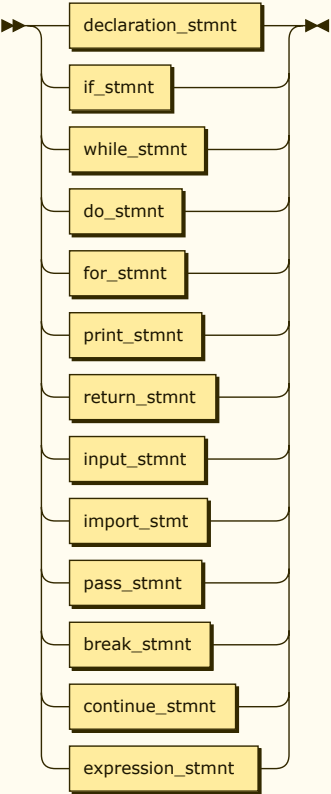 declaration_stmnt
if_stmnt
while_stmnt
do_stmnt
for_stmnt
print_stmnt
return_stmnt
input_stmnt
import_stmt
pass_stmnt
break_stmnt
continue_stmnt
expression_stmnt